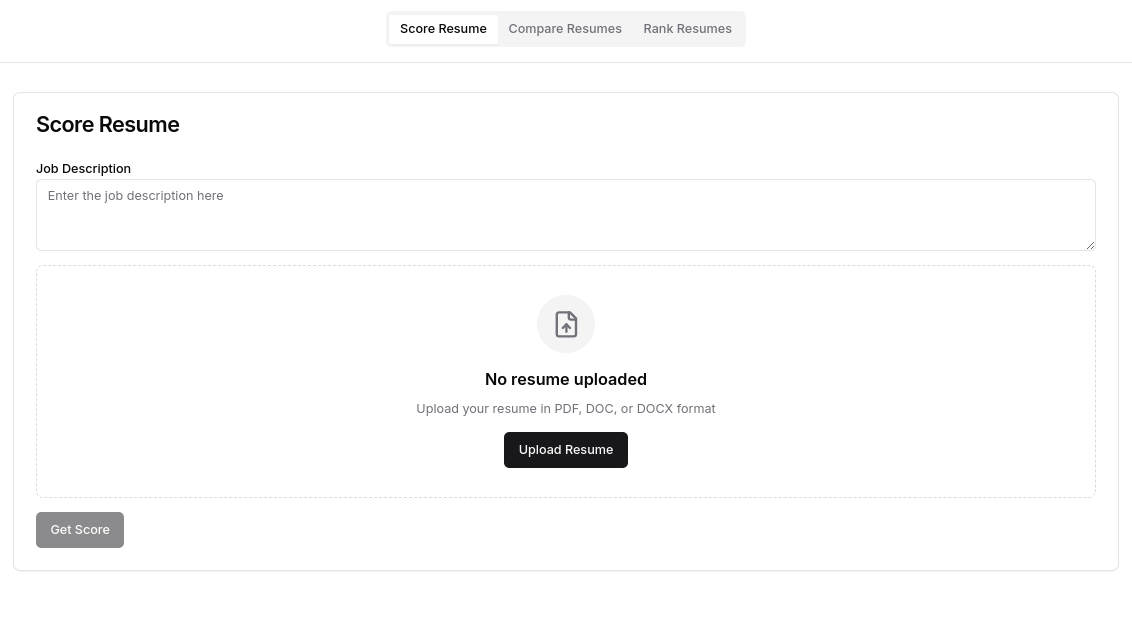 Score Resume Compare Resumes Rank Resumes
Score Resume
Job Description
Enter the job description here
No resume uploaded
Upload your resume in PDF, DOC, or DOCX format
Upload Resume
Get Score